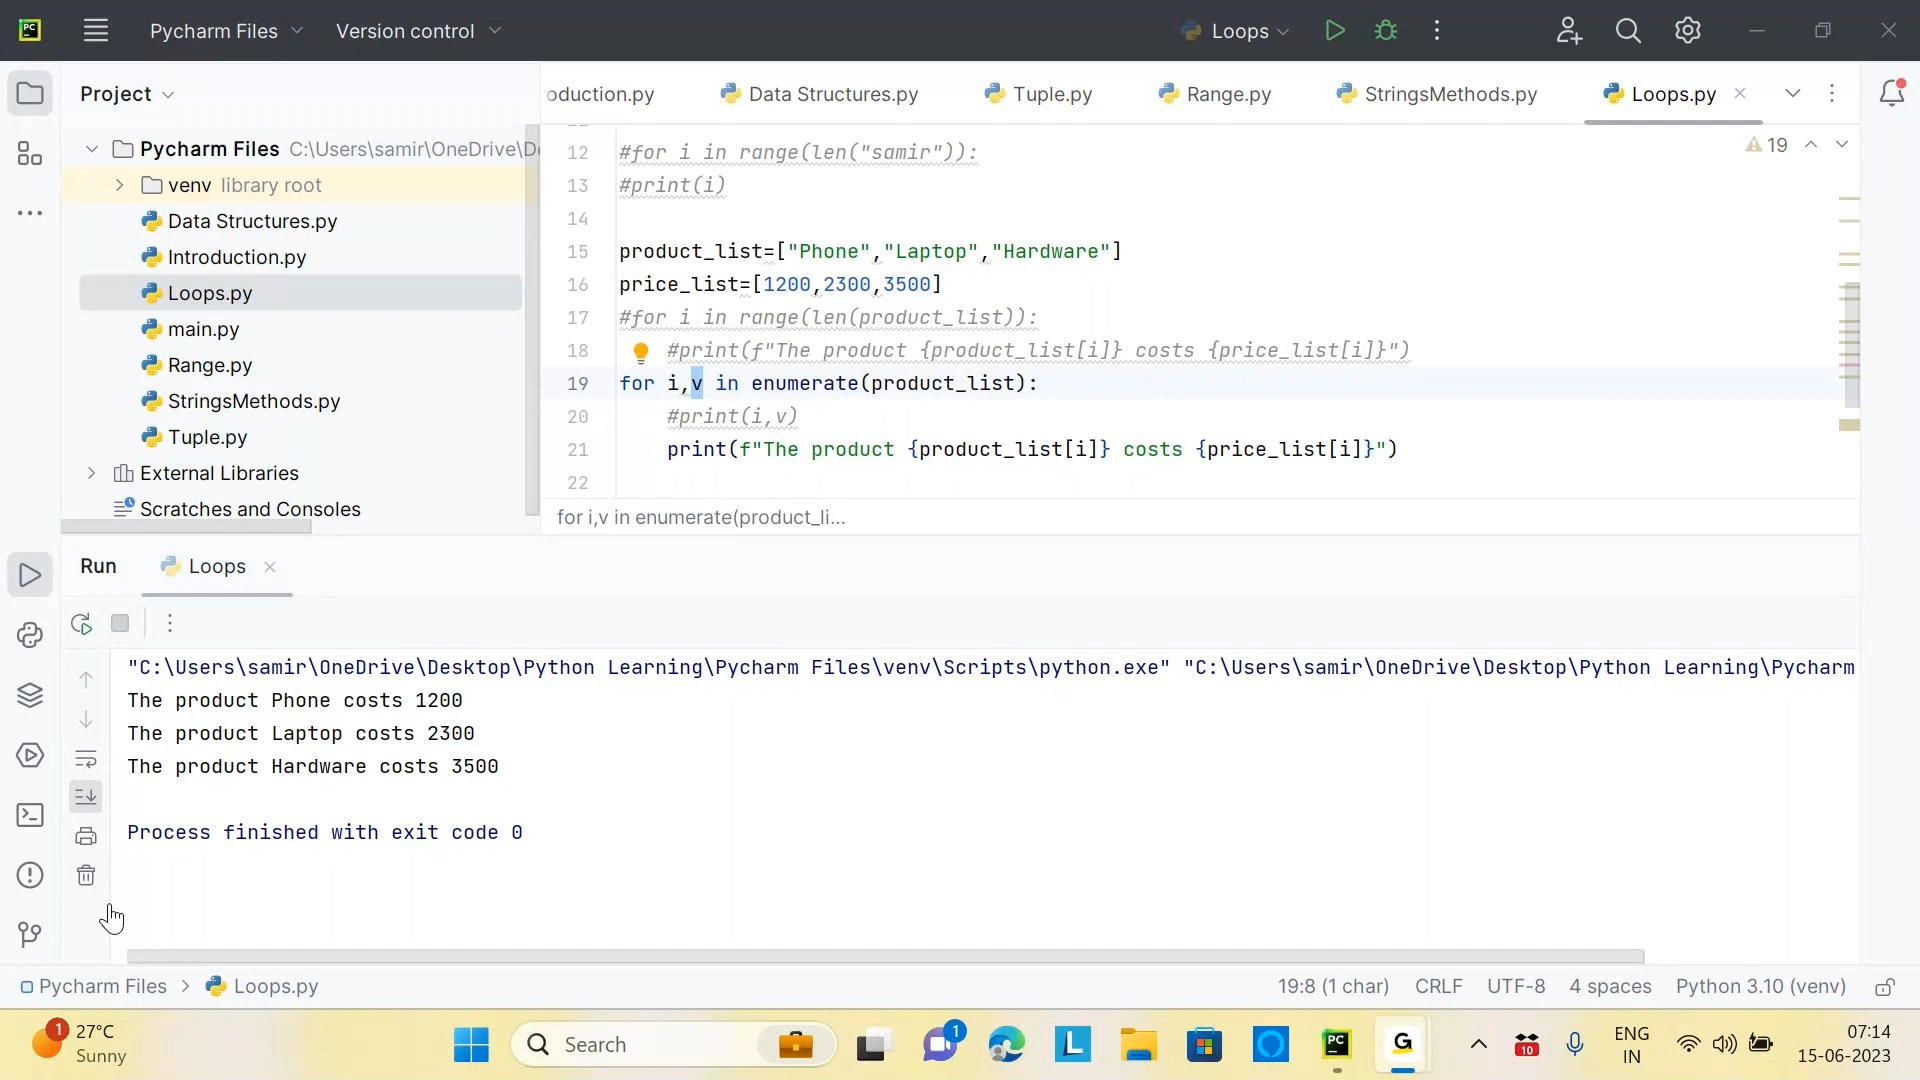 Pycharm Files
Version control
Loops
Project
oduction.py
Data Structures.py
Tuple.py
Range.py
StringsMethods.py
Loops.py
Pycharm Files C:\Users\samir\OneDrive\D
venv library root
Data Structures.py
Introduction.py
Loops.py
main.py
Range.py
StringsMethods.py
Tuple.py
External Libraries
Scratches and Consoles
19
12 #for i in range(len("samir")):
13 #print(i)
14
15 product_list=["Phone","Laptop","Hardware"]
16 price_list=[1200,2300,3500]
17 #for i in range(len(product_list)):
18 #print(f"The product {product_list[i]} costs {price_list[i]}")
19 for i,v in enumerate(product_list):
20 #print(i,v)
21 print(f"The product {product_list[i]} costs {price_list[i]}")
22
for i,v in enumerate(product_li...
Run
Loops
"C:\Users\samir\OneDrive\Desktop\Python Learning\Pycharm Files\venv\Scripts\python.exe" "C:\Users\samir\OneDrive\Desktop\Python Learning\Pycharm
The product Phone costs 1200
The product Laptop costs 2300
The product Hardware costs 3500
Process finished with exit code 0
Pycharm Files > Loops.py
19:8 (1 char) CRLF UTF-8 4 spaces Python 3.10 (venv)
1
27°C
Sunny
Search
1
L
PC
G
10
ENG
IN
07:14
15-06-2023